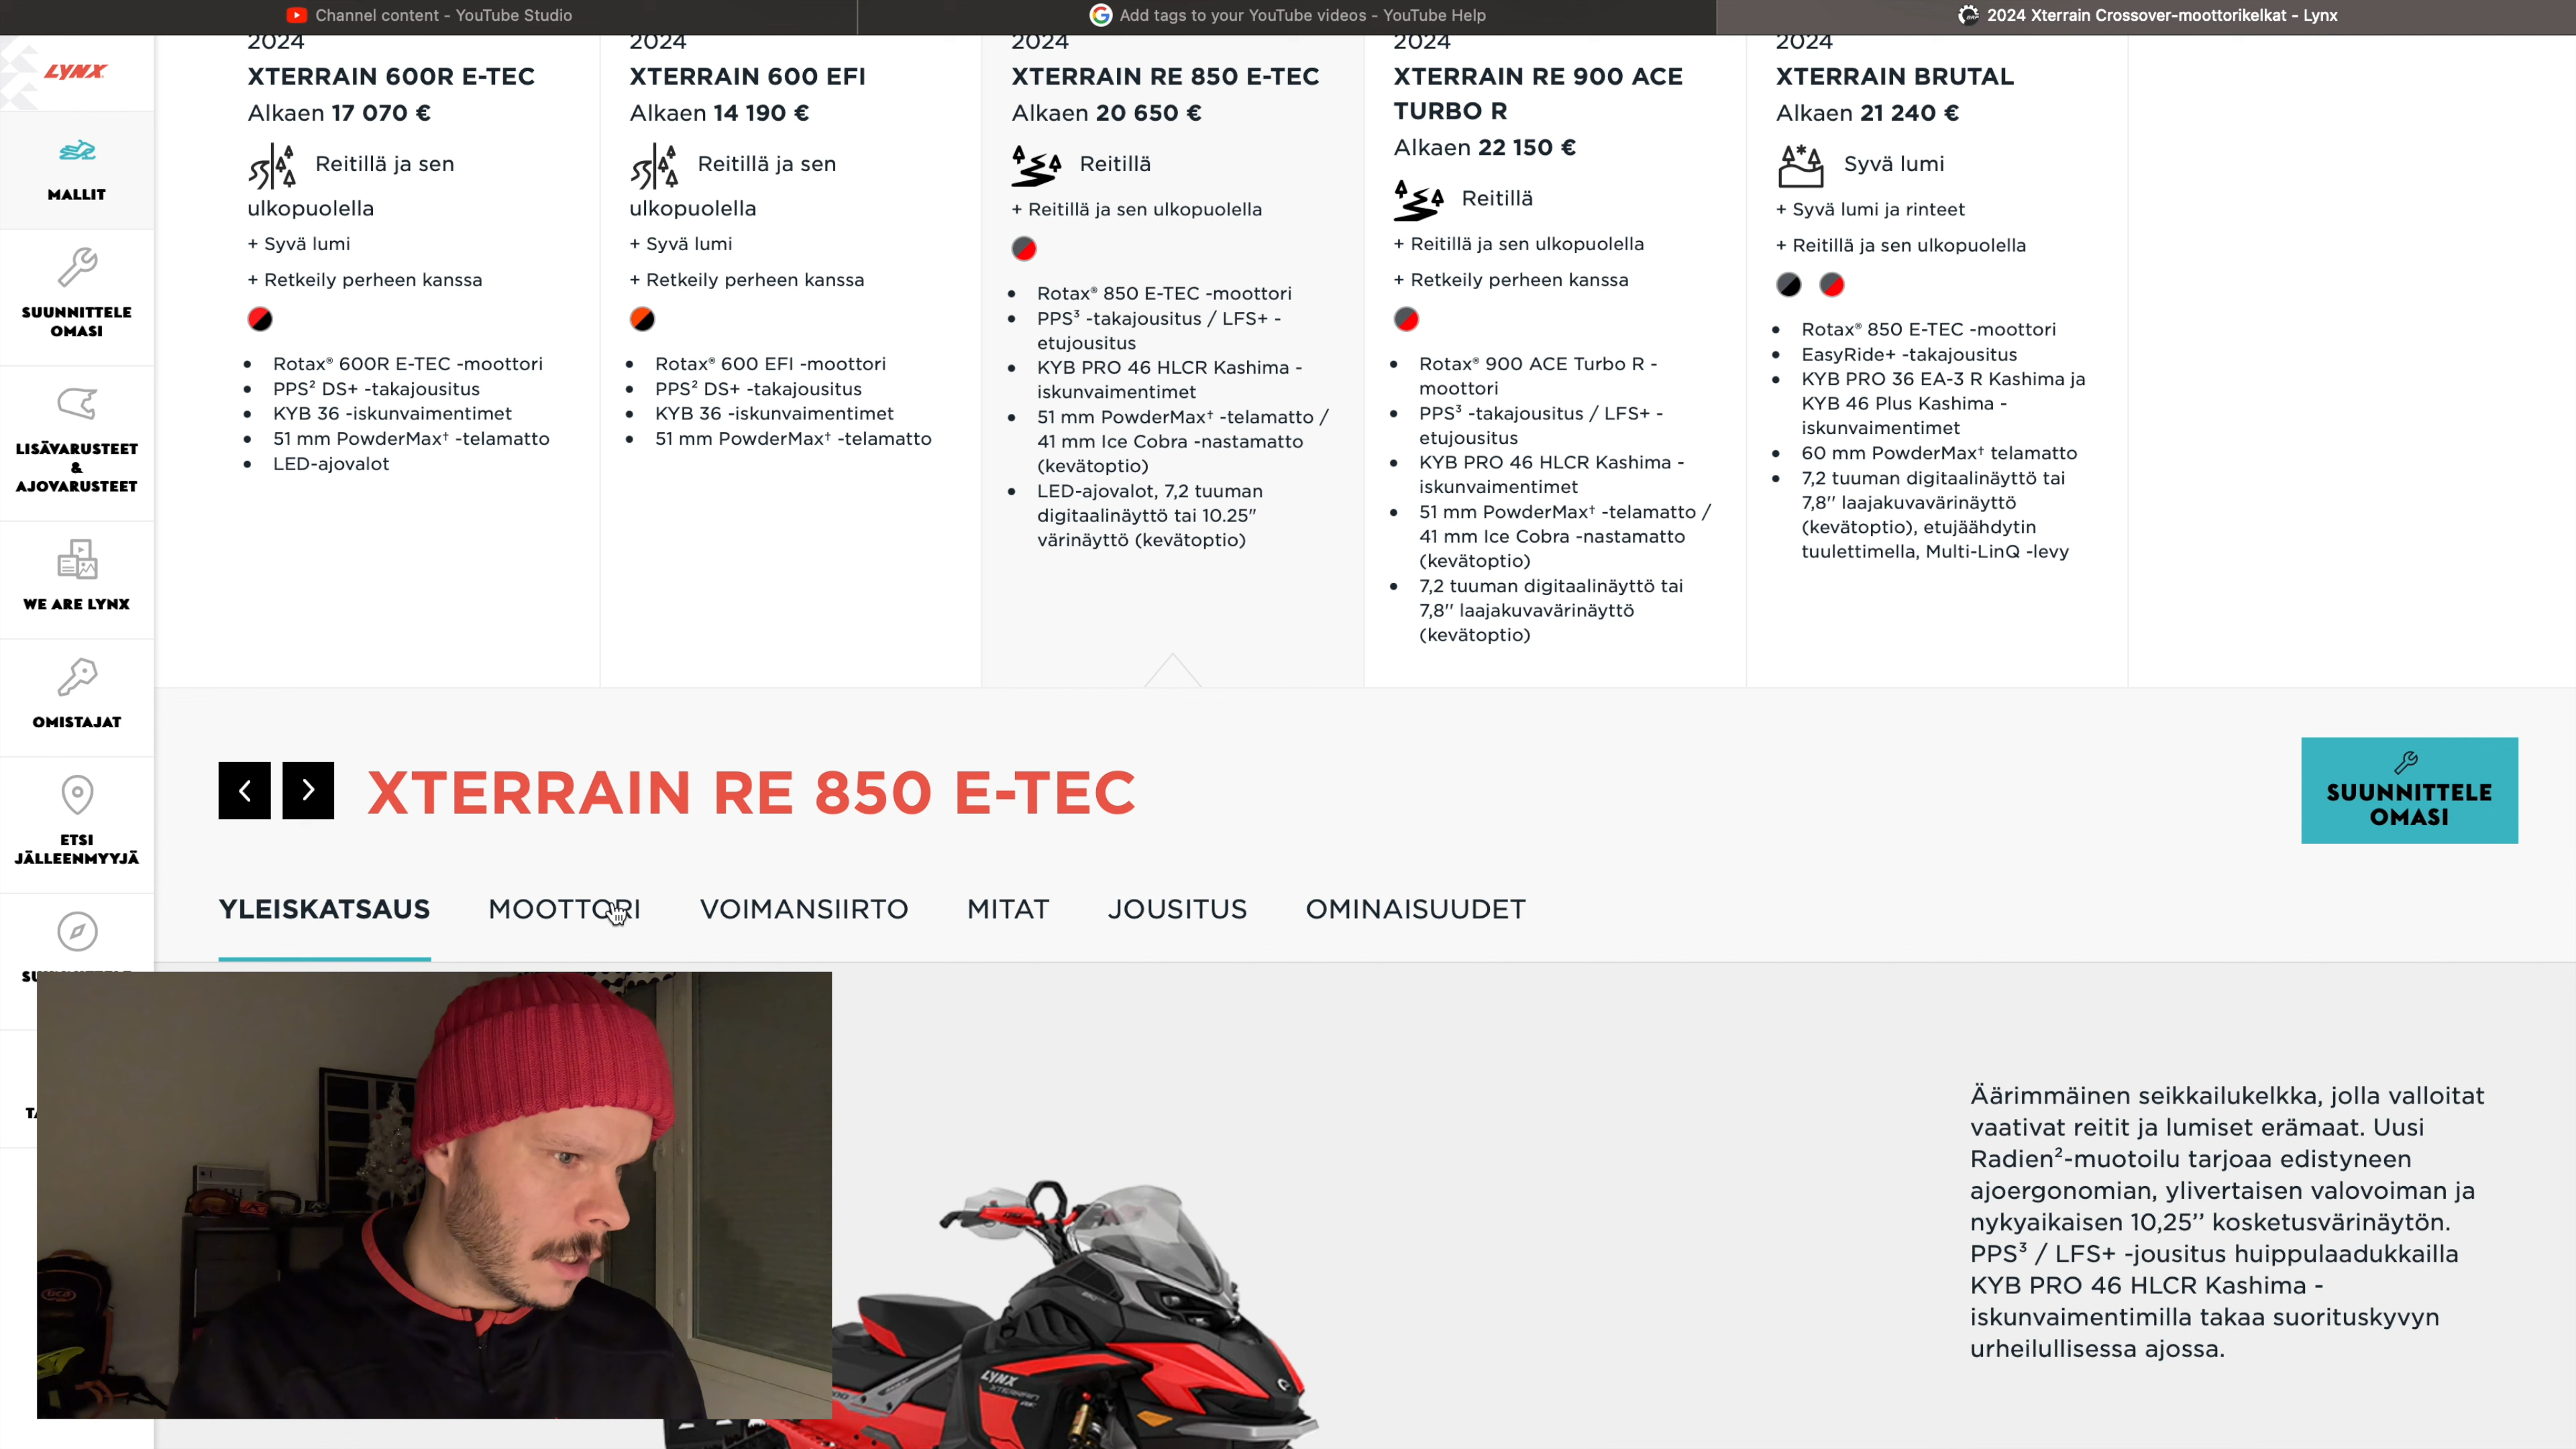 Channel content - YouTube Studio
Add tags to your YouTube videos - YouTube Help
2024 Xterrain Crossover-moottorikelkat - Lynx
LYNX
MALLIT
SUUNNITTELE
OMASI
LISÄVARUSTEET
&
AJOVARUSTEET
WE ARE LYNX
OMISTAJAT
ETSI
JÄLLEENMYYJÄ
2024
XTERRAIN 600R E-TEC
Alkaen 17 070 €
Reitillä ja sen
ulkopuolella
+ Syvä lumi
+ Retkeily perheen kanssa
Rotax® 600R E-TEC -moottori
PPS² DS+ -takajousitus
KYB 36 -iskunvaimentimet
51 mm PowderMax† -telamatto
LED-ajovalot
2024
XTERRAIN 600 EFI
Alkaen 14 190 €
Reitillä ja sen
ulkopuolella
+ Syvä lumi
+ Retkeily perheen kanssa
Rotax® 600 EFI -moottori
PPS² DS+ -takajousitus
KYB 36 -iskunvaimentimet
51 mm PowderMax† -telamatto
2024
XTERRAIN RE 850 E-TEC
Alkaen 20 650 €
Reitillä
+ Reitillä ja sen ulkopuolella
Rotax® 850 E-TEC -moottori
PPS³ -takajousitus / LFS+ -
etujousitus
KYB PRO 46 HLCR Kashima -
iskunvaimentimet
51 mm PowderMax† -telamatto /
41 mm Ice Cobra -nastamatto
(kevätoptio)
LED-ajovalot, 7,2 tuuman
digitaalinäyttö tai 10.25"
värinäyttö (kevätoptio)
2024
XTERRAIN RE 900 ACE
TURBO R
Alkaen 22 150 €
Reitillä
+ Reitillä ja sen ulkopuolella
+ Retkeily perheen kanssa
Rotax® 900 ACE Turbo R -
moottori
PPS³ -takajousitus / LFS+ -
etujousitus
KYB PRO 46 HLCR Kashima -
iskunvaimentimet
51 mm PowderMax† -telamatto /
41 mm Ice Cobra -nastamatto
(kevätoptio)
7,2 tuuman digitaalinäyttö tai
7,8'' laajakuvavärinäyttö
(kevätoptio)
2024
XTERRAIN BRUTAL
Alkaen 21 240 €
Syvä lumi
+ Syvä lumi ja rinteet
+ Reitillä ja sen ulkopuolella
Rotax® 850 E-TEC -moottori
EasyRide+ -takajousitus
KYB PRO 36 EA-3 R Kashima ja
KYB 46 Plus Kashima -
iskunvaimentimet
60 mm PowderMax† telamatto
7,2 tuuman digitaalinäyttö tai
7,8'' laajakuvavärinäyttö
(kevätoptio), etujäähdytin
tuulettimella, Multi-LinQ -levy
XTERRAIN RE 850 E-TEC
SUUNNITTELE
OMASI
YLEISKATSAUS MOOTTORI VOIMANSIIRTO MITAT JOUSITUS OMINAISUUDET
Äärimmäinen seikkailukelkka, jolla valloitat
vaativat reitit ja lumiset erämaat. Uusi
Radien²-muotoilu tarjoaa edistyneen
ajoergonomian, ylivertaisen valovoiman ja
nykyaikaisen 10,25’’ kosketusvärinäytön.
PPS³ / LFS+ -jousitus huippulaadukkailla
KYB PRO 46 HLCR Kashima -
iskunvaimentimilla takaa suorituskyvyn
urheilullisessa ajossa.
LYNX
XTERRAIN